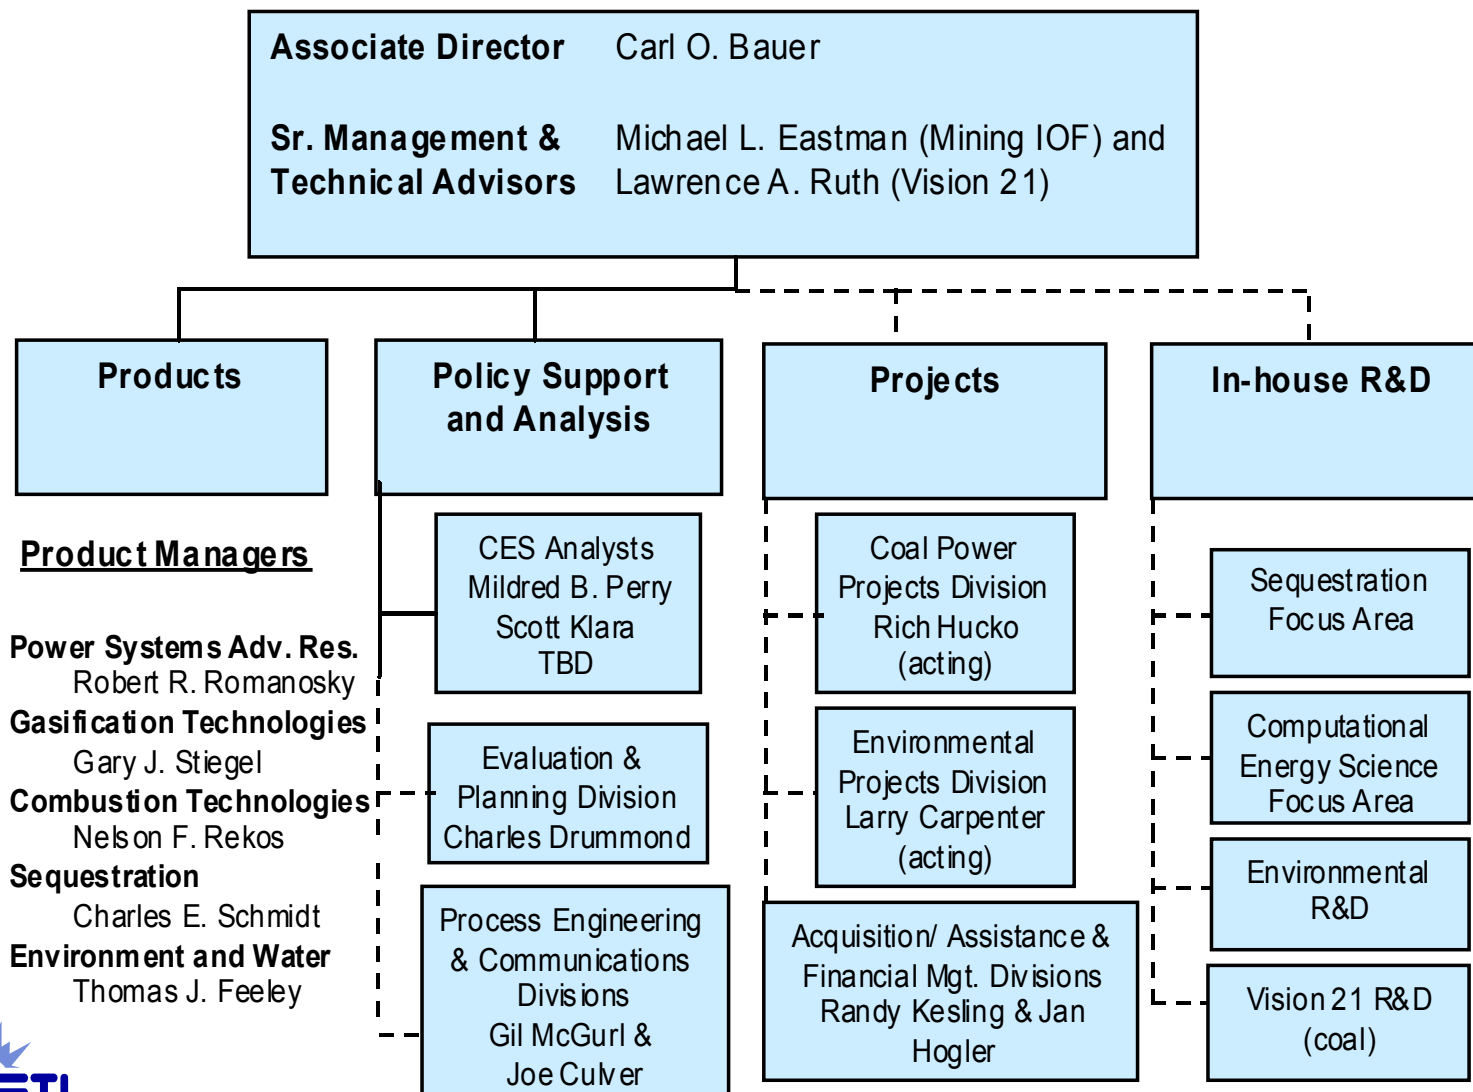 Associate Director Carl O. Bauer
Sr. Management & Michael L. Eastman (Mining IOF) and
Technical Advisors Lawrence A. Ruth (Vision 21)
Products
Policy Support
and Analysis
Projects
In-house R&D
Product Managers
Power Systems Adv. Res.
Robert R. Romanosky
Gasification Technologies
Gary J. Stiegel
Combustion Technologies
Nelson F. Rekos
Sequestration
Charles E. Schmidt
Environment and Water
Thomas J. Feeley
CES Analysts
Mildred B. Perry
Scott Klara
TBD
Evaluation &
Planning Division
Charles Drummond
Process Engineering
& Communications
Divisions
Gil McGurl &
Joe Culver
Coal Power
Projects Division
Rich Hucko
(acting)
Environmental
Projects Division
Larry Carpenter
(acting)
Acquisition/ Assistance &
Financial Mgt. Divisions
Randy Kesling & Jan
Hogler
Sequestration
Focus Area
Computational
Energy Science
Focus Area
Environmental
R&D
Vision 21 R&D
(coal)